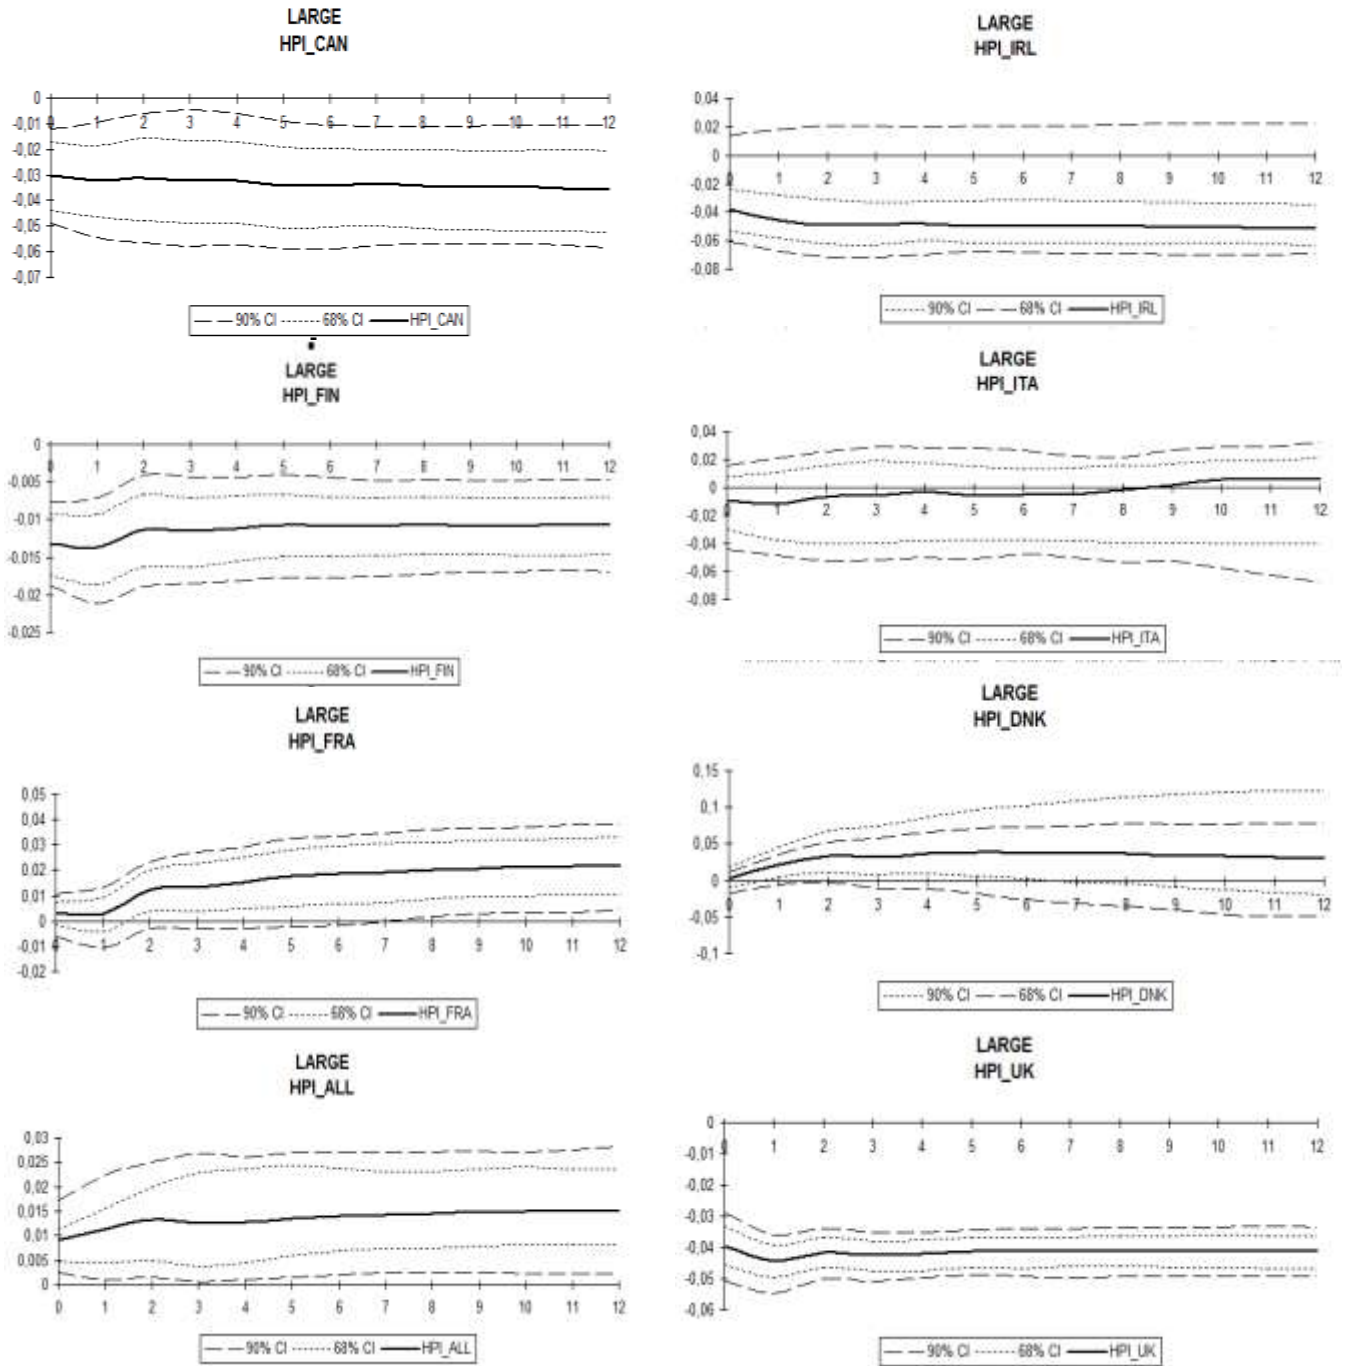 LARGE
HPI_CAN
0
-0,01
-0,02
-0,03
-0,04
-0,05
-0,06
-0,07
0 1 2 3 4 5 6 7 8 9 10 11 12
90% CI 68% CI HPI_CAN
LARGE
HPI_IRL
0,04
0,02
0
-0,02
-0,04
-0,06
-0,08
0 1 2 3 4 5 6 7 8 9 10 11 12
90% CI 68% CI HPI_IRL
LARGE
HPI_FIN
0
-0,005
-0,01
-0,015
-0,02
-0,025
0 1 2 3 4 5 6 7 8 9 10 11 12
90% CI 68% CI HPI_FIN
LARGE
HPI_ITA
0,04
0,02
0
-0,02
-0,04
-0,06
-0,08
0 1 2 3 4 5 6 7 8 9 10 11 12
90% CI 68% CI HPI_ITA
LARGE
HPI_FRA
0,05
0,04
0,03
0,02
0,01
0
-0,01
-0,02
0 1 2 3 4 5 6 7 8 9 10 11 12
90% CI 68% CI HPI_FRA
LARGE
HPI_DNK
0,15
0,1
0,05
0
-0,05
-0,1
0 1 2 3 4 5 6 7 8 9 10 11 12
90% CI 68% CI HPI_DNK
LARGE
HPI_ALL
0,03
0,025
0,02
0,015
0,01
0,005
0
0 1 2 3 4 5 6 7 8 9 10 11 12
90% CI 68% CI HPI_ALL
LARGE
HPI_UK
0
-0,01
-0,02
-0,03
-0,04
-0,05
-0,06
0 1 2 3 4 5 6 7 8 9 10 11 12
90% CI 68% CI HPI_UK